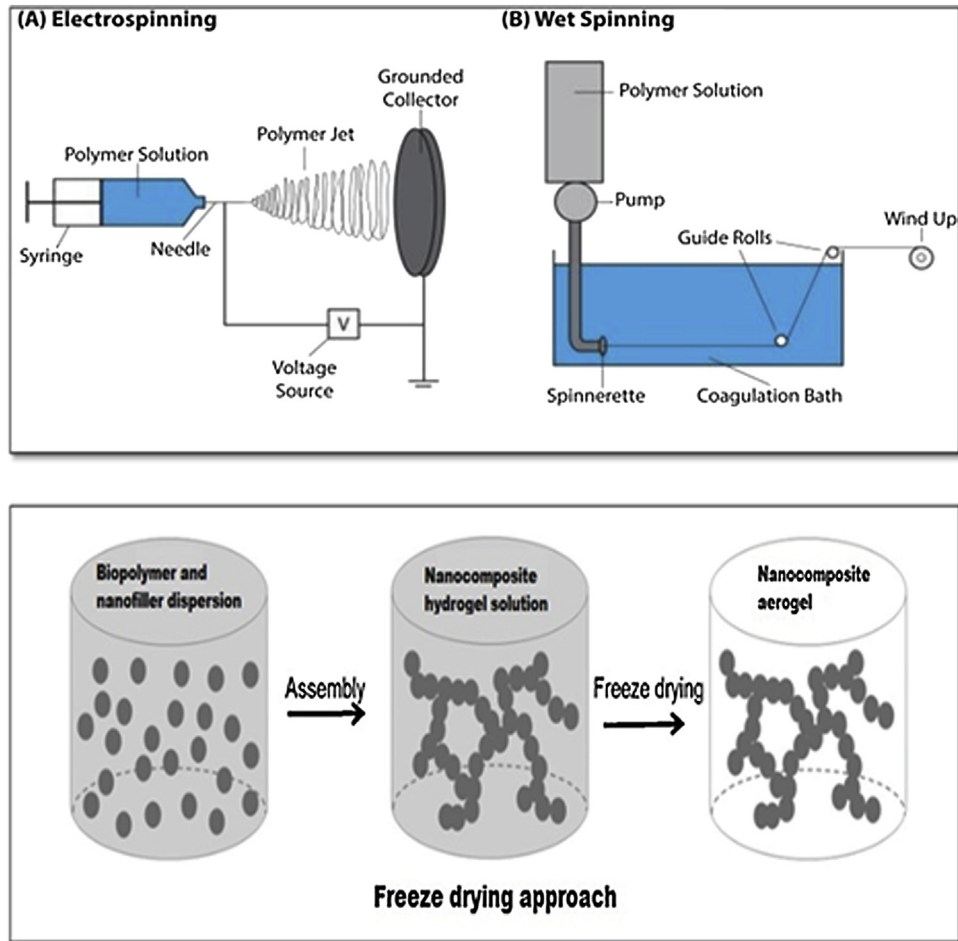 (A) Electrospinning
Grounded
Collector
Polymer Jet
Polymer Solution
Syringe
Needle
V
Voltage
Source
(B) Wet Spinning
Polymer Solution
Pump
Guide Rolls
Wind Up
Spinnerette
Coagulation Bath
Biopolymer and
nanofiller dispersion
Assembly
Nanocomposite
hydrogel solution
Freeze drying
Nanocomposite
aerogel
Freeze drying approach